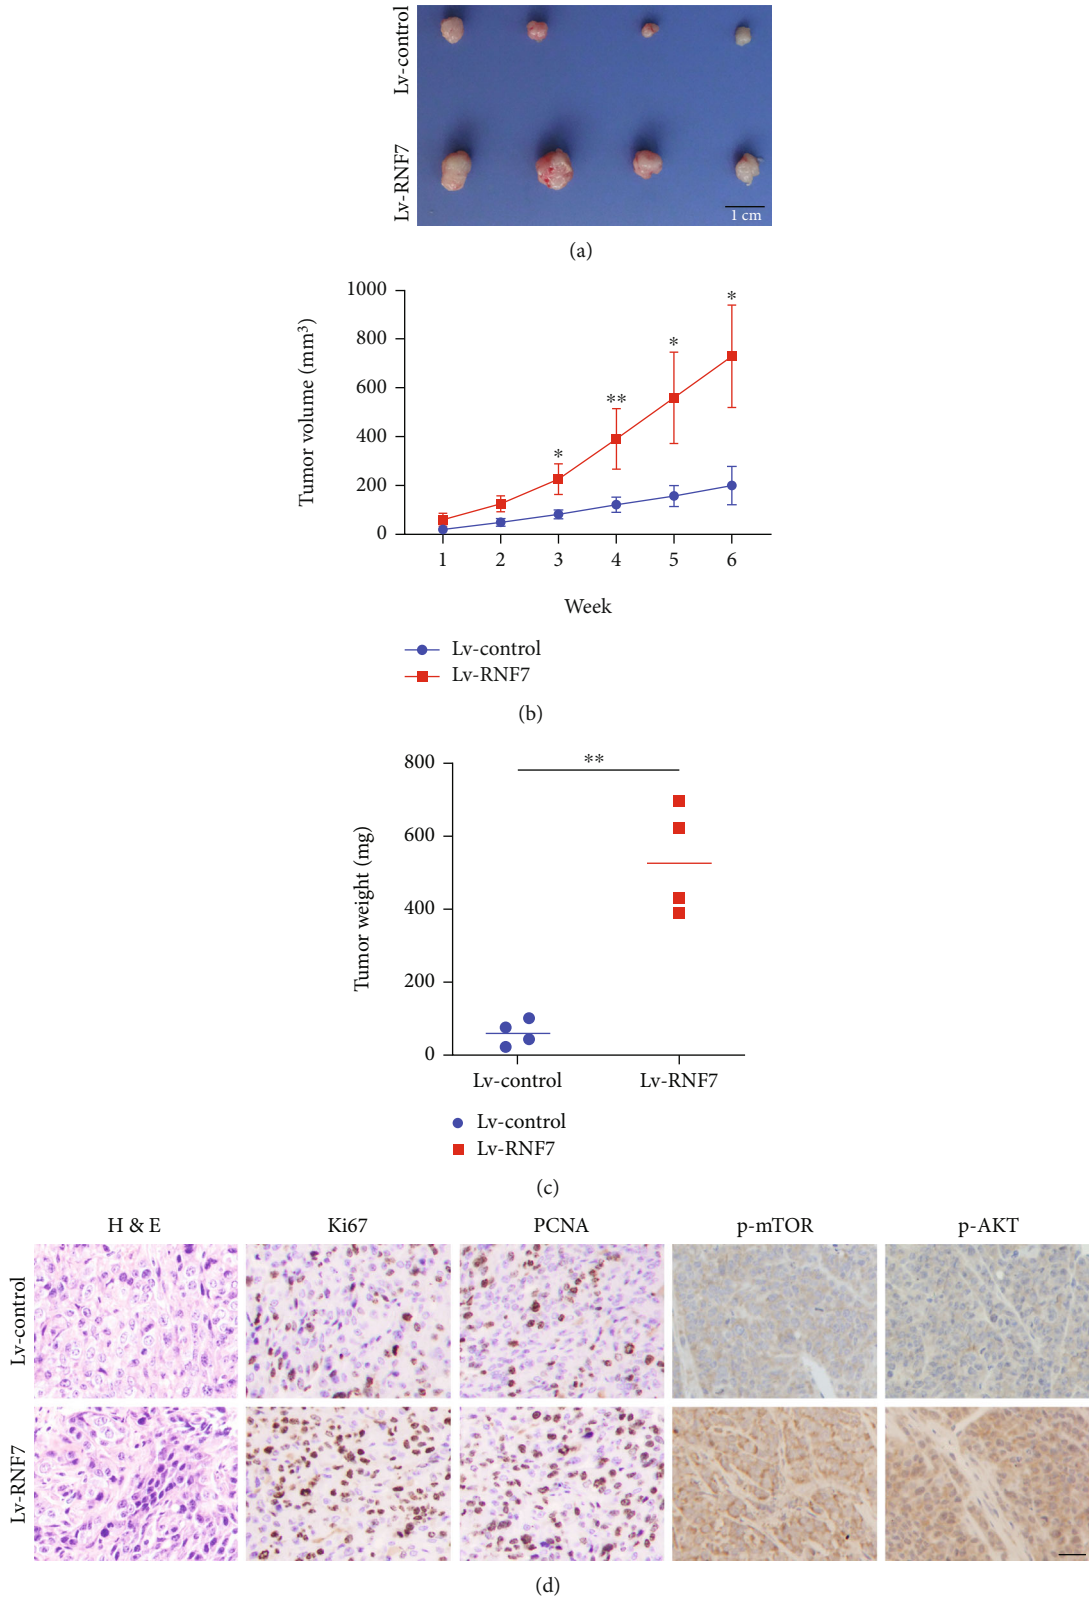 Lv-control
Lv-RNF7
1 cm
(a)
Tumor volume (mm³)
1000
800
600
400
200
0
*
**
*
*
1 2 3 4 5 6
Week
Lv-control
Lv-RNF7
(b)
Tumor weight (mg)
800
600
400
200
0
**
Lv-control Lv-RNF7
Lv-control
Lv-RNF7
(c)
H & E Ki67 PCNA p-mTOR p-AKT
Lv-control
Lv-RNF7
(d)